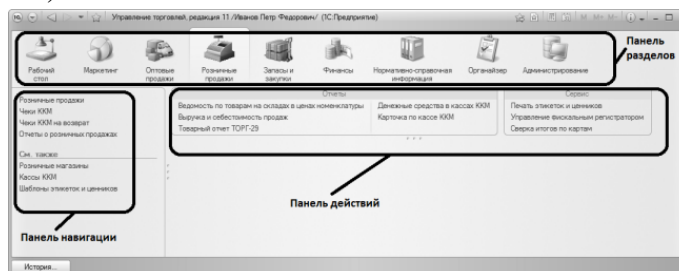 Управление торговлей, редакция 11 /Иванов Петр Федорович/ (1С:Предприятие)
M M+ M-
Панель разделов
Рабочий стол
Маркетинг
Оптовые продажи
Розничные продажи
Запасы и закупки
Финансы
Нормативно-справочная информация
Органайзер
Администрирование
Розничные продажи
Чеки ККМ
Чеки ККМ на возврат
Отчеты о розничных продажах
См. также
Розничные магазины
Кассы ККМ
Шаблоны этикеток и ценников
Отчеты
Ведомость по товарам на складах в ценах номенклатуры
Выручка и себестоимость продаж
Товарный отчет ТОРГ-29
Денежные средства в кассах ККМ
Карточка по кассе ККМ
Сервис
Печать этикеток и ценников
Управление фискальным регистратором
Сверка итогов по картам
Панель действий
Панель навигации
История...